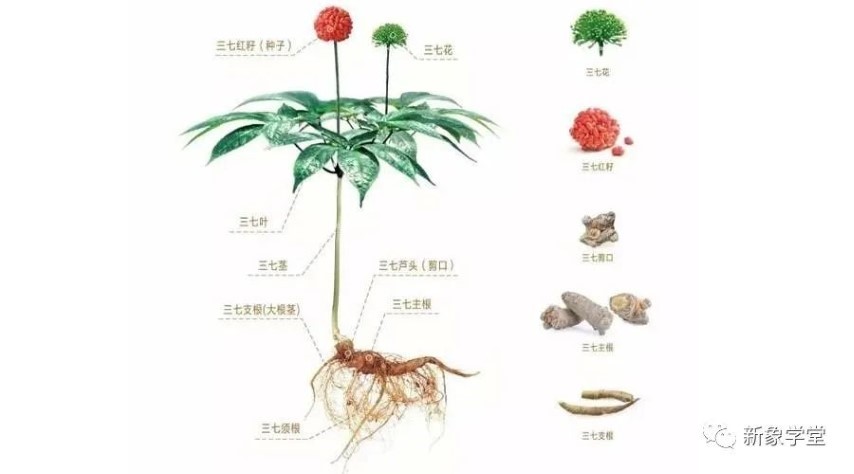 三七红籽（种子）
三七花
三七叶
三七茎
三七芦头（剪口）
三七支根(大根茎)
三七主根
三七须根
三七花
三七红籽
三七剪口
三七主根
三七支根
新象学堂